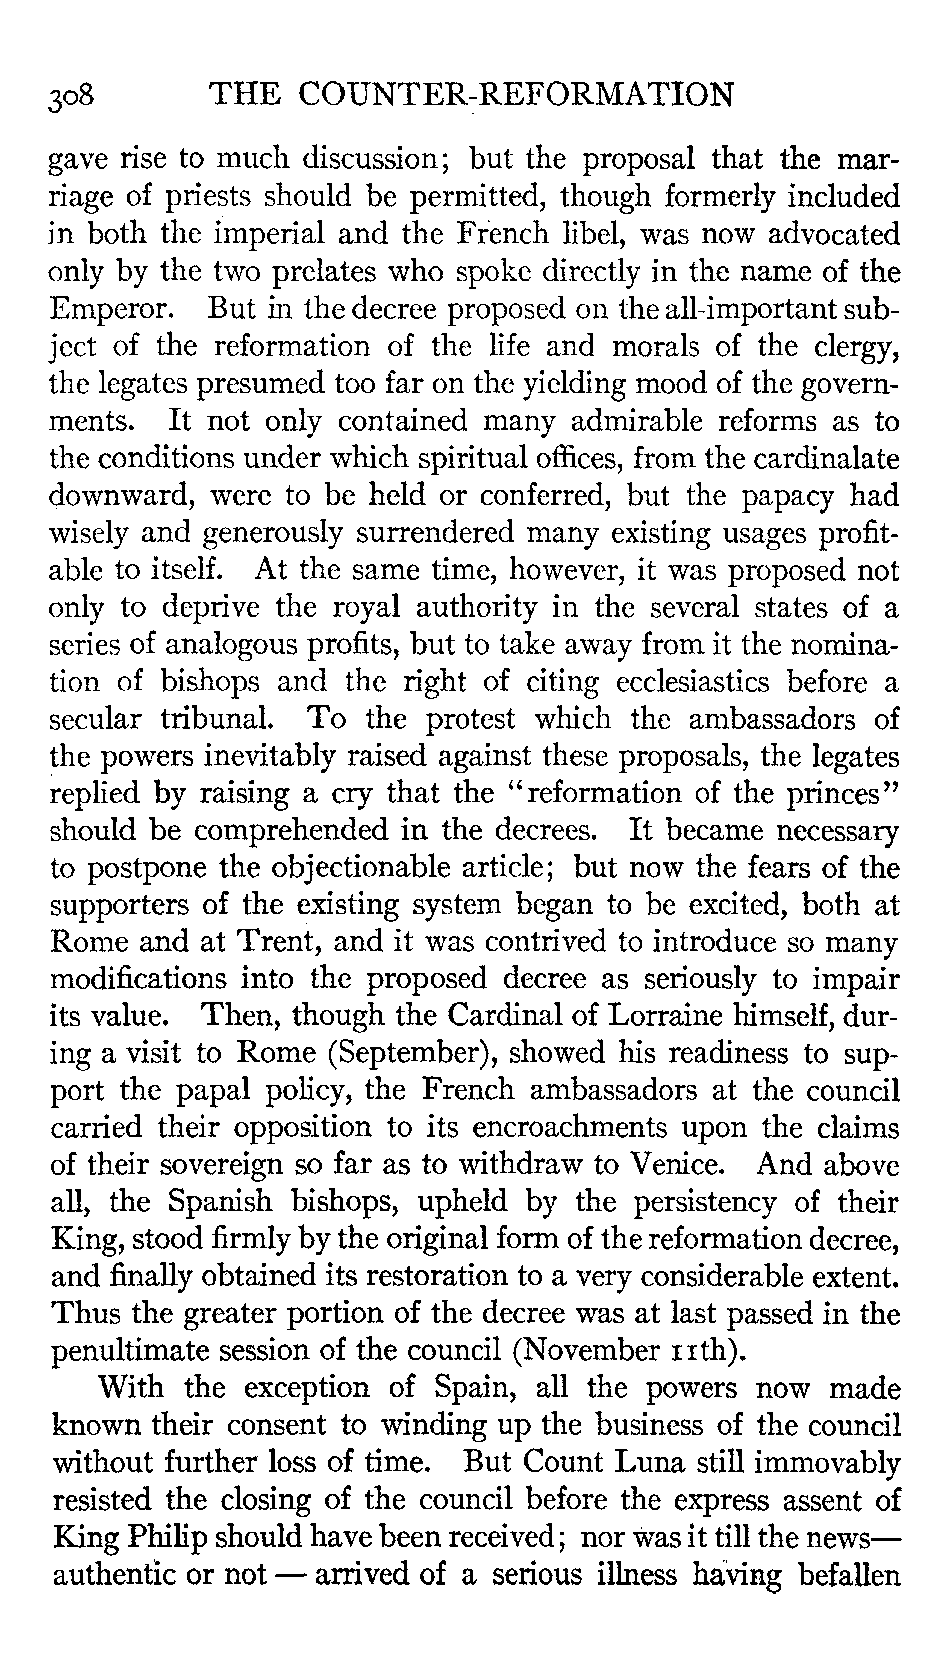 308 THE COUNTER-REFORMATION
gave rise to much discussion; but the proposal that the mar-
riage of priests should be permitted, though formerly included
in both the imperial and the French libel, was now advocated
only by the two prelates who spoke directly in the name of the
Emperor. But in the decree proposed on the all-important sub-
ject of the reformation of the life and morals of the clergy,
the legates presumed too far on the yielding mood of the govern-
ments. It not only contained many admirable reforms as to
the conditions under which spiritual offices, from the cardinalate
downward, were to be held or conferred, but the papacy had
wisely and generously surrendered many existing usages profit-
able to itself. At the same time, however, it was proposed not
only to deprive the royal authority in the several states of a
series of analogous profits, but to take away from it the nomina-
tion of bishops and the right of citing ecclesiastics before a
secular tribunal. To the protest which the ambassadors of
the powers inevitably raised against these proposals, the legates
replied by raising a cry that the "reformation of the princes"
should be comprehended in the decrees. It became necessary
to postpone the objectionable article; but now the fears of the
supporters of the existing system began to be excited, both at
Rome and at Trent, and it was contrived to introduce so many
modifications into the proposed decree as seriously to impair
its value. Then, though the Cardinal of Lorraine himself, dur-
ing a visit to Rome (September), showed his readiness to sup-
port the papal policy, the French ambassadors at the council
carried their opposition to its encroachments upon the claims
of their sovereign so far as to withdraw to Venice. And above
all, the Spanish bishops, upheld by the persistency of their
King, stood firmly by the original form of the reformation decree,
and finally obtained its restoration to a very considerable extent.
Thus the greater portion of the decree was at last passed in the
penultimate session of the council (November 11th).
With the exception of Spain, all the powers now made
known their consent to winding up the business of the council
without further loss of time. But Count Luna still immovably
resisted the closing of the council before the express assent of
King Philip should have been received; nor was it till the news—
authentic or not — arrived of a serious illness having befallen